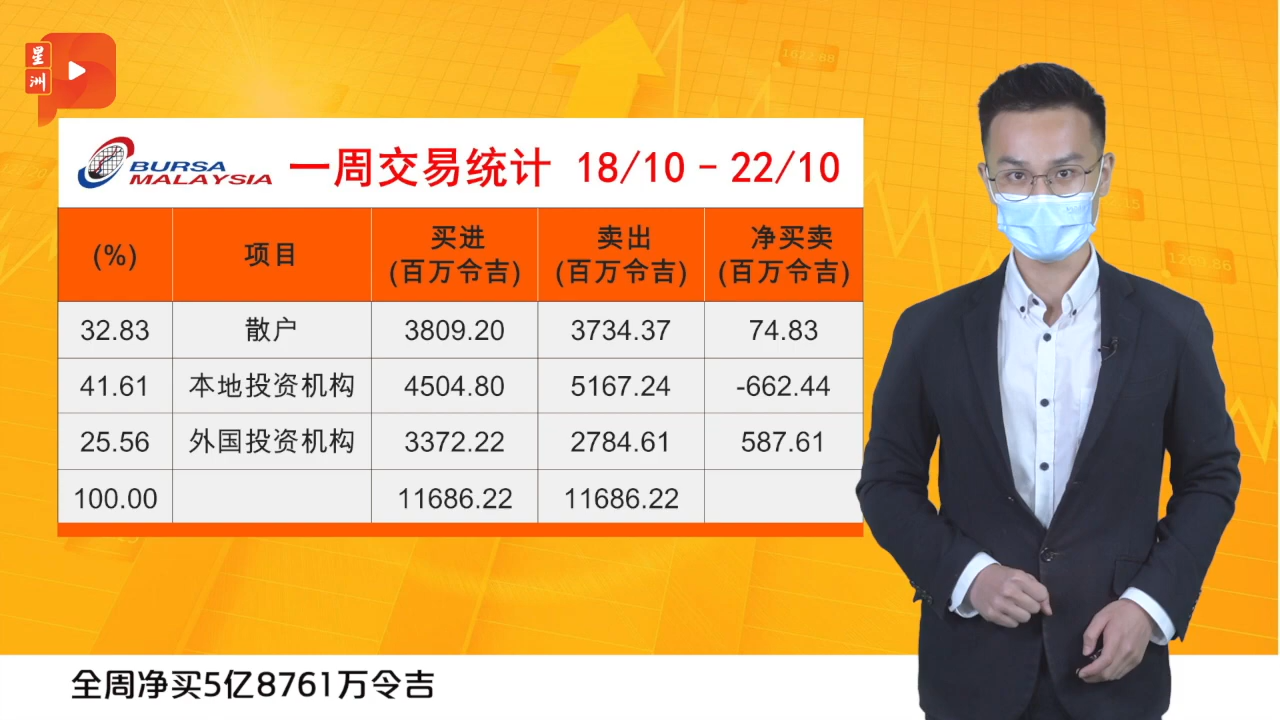 星洲
1672.88
BURSA
MALAYSIA
一周交易统计 18/10 - 22/10
(%) 项目 买进 (百万令吉) 卖出 (百万令吉) 净买卖 (百万令吉)
32.83 散户 3809.20 3734.37 74.83
41.61 本地投资机构 4504.80 5167.24 -662.44
25.56 外国投资机构 3372.22 2784.61 587.61
100.00 11686.22 11686.22
全周净买5亿8761万令吉